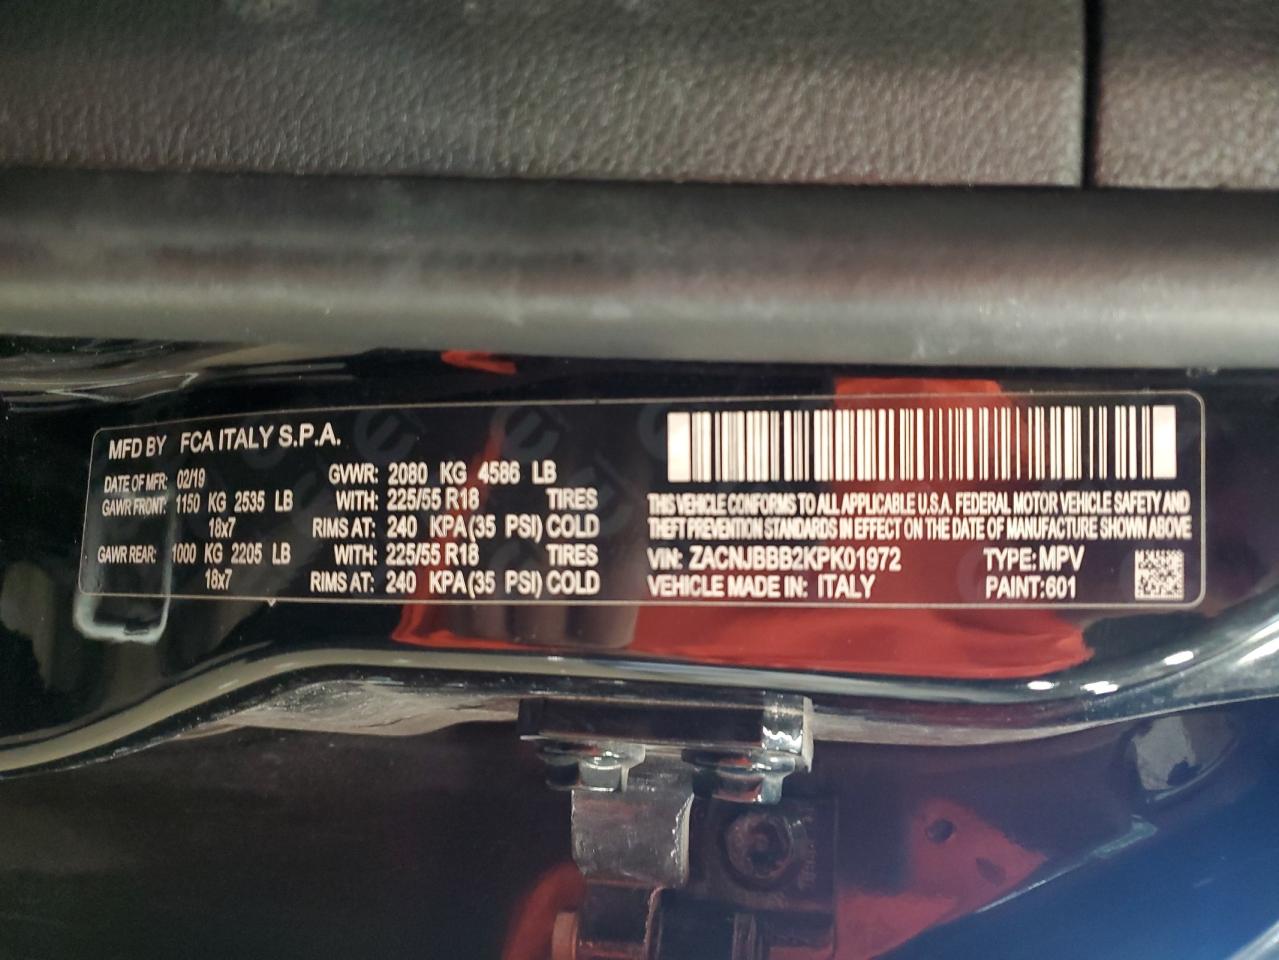 MFD BY FCA ITALY S.P.A.
DATE OF MFR: 02/19 GVWR: 2080 KG 4586 LB
GAWR FRONT: 1150 KG 2535 LB WITH: 225/55 R18 TIRES
18x7 RIMS AT: 240 KPA(35 PSI) COLD
GAWR REAR: 1000 KG 2205 LB WITH: 225/55 R18 TIRES
18x7 RIMS AT: 240 KPA(35 PSI) COLD
THIS VEHICLE CONFORMS TO ALL APPLICABLE U.S.A. FEDERAL MOTOR VEHICLE SAFETY AND
THEFT PREVENTION STANDARDS IN EFFECT ON THE DATE OF MANUFACTURE SHOWN ABOVE
VIN: ZACNJBBB2KPK01972 TYPE:MPV
VEHICLE MADE IN: ITALY PAINT:601